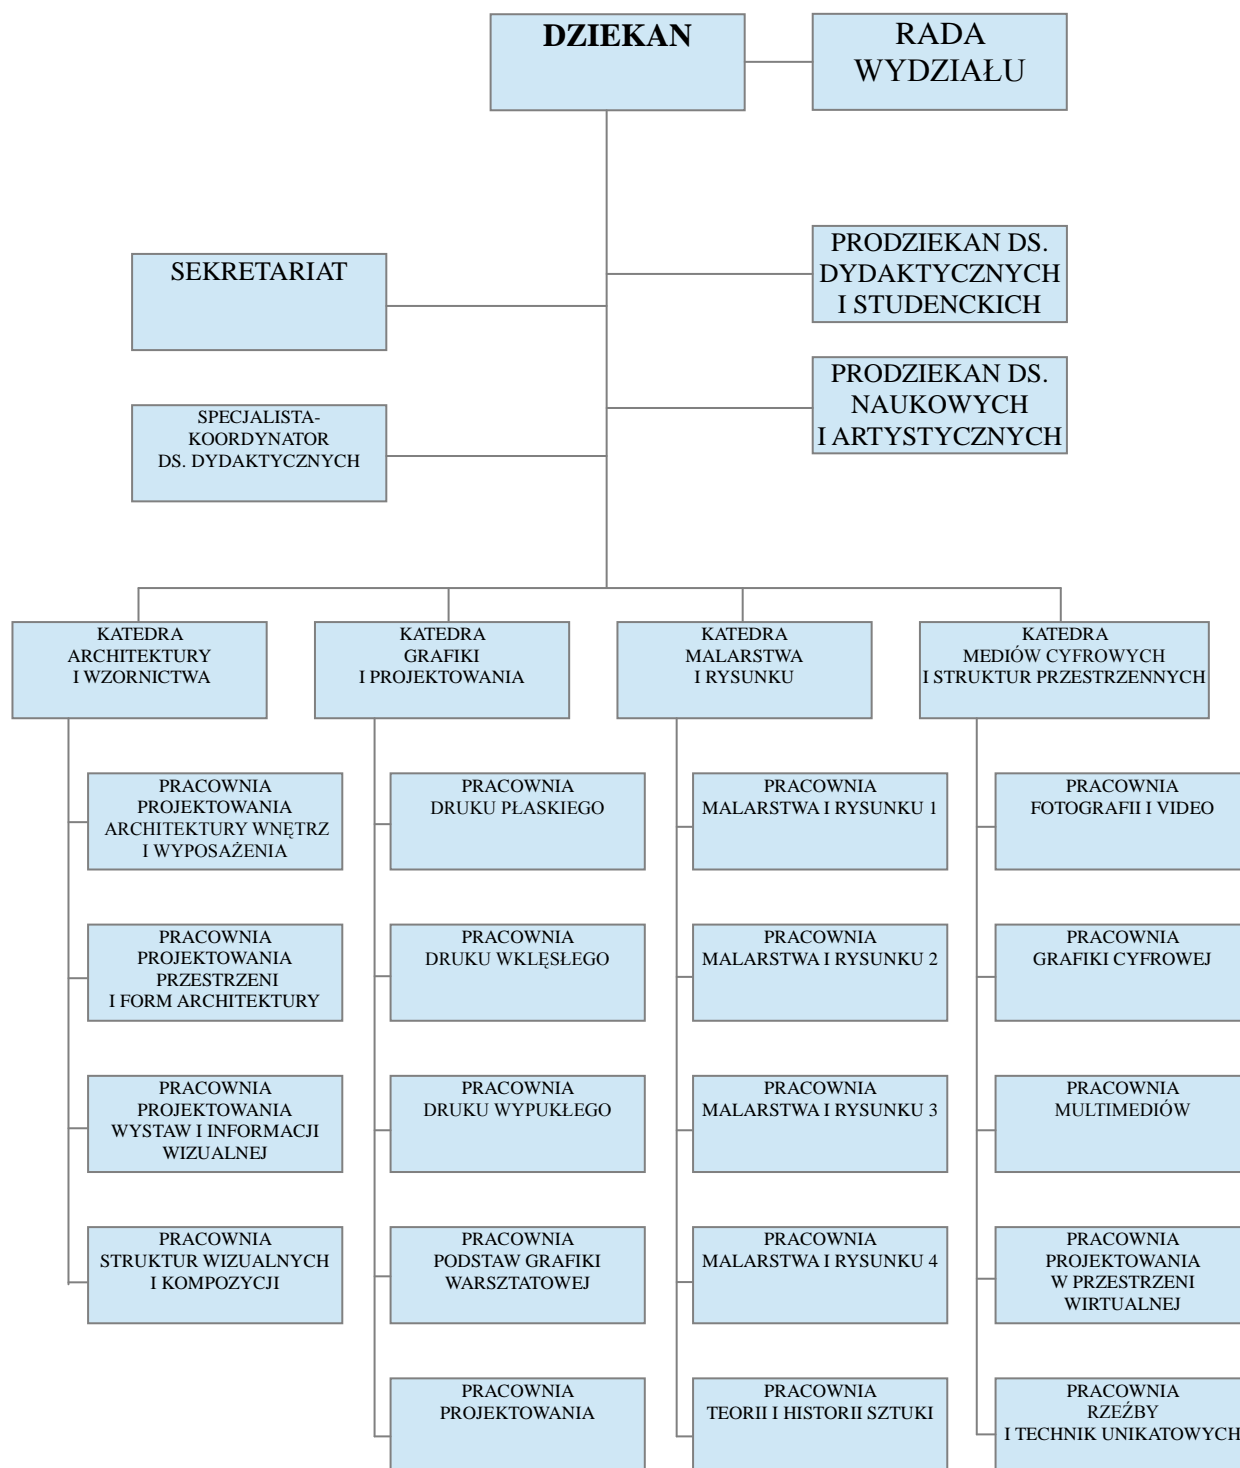 DZIEKAN
RADA
WYDZIAŁU
SEKRETARIAT
PRODZIEKAN DS.
DYDAKTYCZNYCH
I STUDENCKICH
PRODZIEKAN DS.
NAUKOWYCH
I ARTYSTYCZNYCH
SPECJALISTA-
KOORDYNATOR
DS. DYDAKTYCZNYCH
KATEDRA
ARCHITEKTURY
I WZORNICTWA
KATEDRA
GRAFIKI
I PROJEKTOWANIA
KATEDRA
MALARSTWA
I RYSUNKU
KATEDRA
MEDIÓW CYFROWYCH
I STRUKTUR PRZESTRZENNYCH
PRACOWNIA
PROJEKTOWANIA
ARCHITEKTURY WNĘTRZ
I WYPOSAŻENIA
PRACOWNIA
DRUKU PŁASKIEGO
PRACOWNIA
MALARSTWA I RYSUNKU 1
PRACOWNIA
FOTOGRAFII I VIDEO
PRACOWNIA
PROJEKTOWANIA
PRZESTRZENI
I FORM ARCHITEKTURY
PRACOWNIA
DRUKU WKLĘSŁEGO
PRACOWNIA
MALARSTWA I RYSUNKU 2
PRACOWNIA
GRAFIKI CYFROWEJ
PRACOWNIA
PROJEKTOWANIA
WYSTAW I INFORMACJI
WIZUALNEJ
PRACOWNIA
DRUKU WYPUKŁEGO
PRACOWNIA
MALARSTWA I RYSUNKU 3
PRACOWNIA
MULTIMEDIÓW
PRACOWNIA
STRUKTUR WIZUALNYCH
I KOMPOZYCJI
PRACOWNIA
PODSTAW GRAFIKI
WARSZTATOWEJ
PRACOWNIA
MALARSTWA I RYSUNKU 4
PRACOWNIA
PROJEKTOWANIA
W PRZESTRZENI
WIRTUALNEJ
PRACOWNIA
PROJEKTOWANIA
PRACOWNIA
TEORII I HISTORII SZTUKI
PRACOWNIA
RZEŹBY
I TECHNIK UNIKATOWYCH